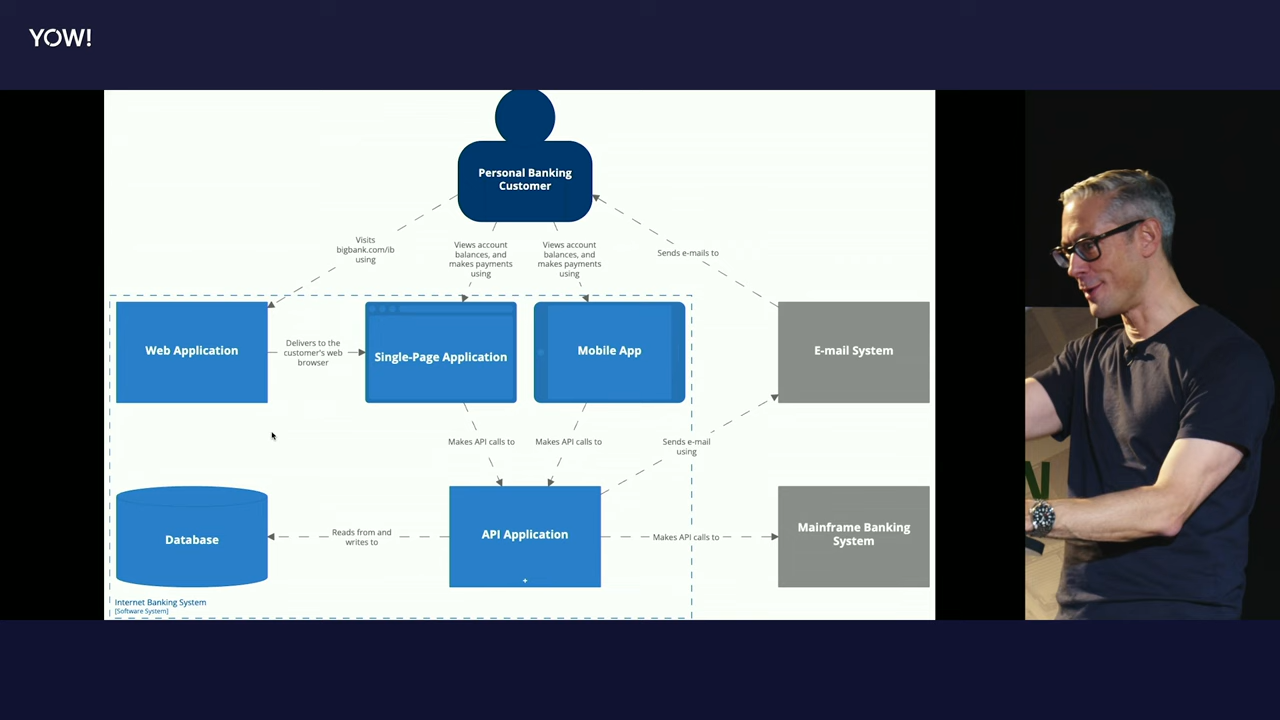 YOW!
Personal Banking
Customer
Visits
bigbank.com/ib
using
Views account
balances, and
makes payments
using
Views account
balances, and
makes payments
using
Sends e-mails to
Web Application
Delivers to the
customer's web
browser
Single-Page Application
Mobile App
E-mail System
Makes API calls to
Makes API calls to
Sends e-mail
using
Database
Reads from and
writes to
API Application
+
Makes API calls to
Mainframe Banking
System
Internet Banking System
[Software System]
N